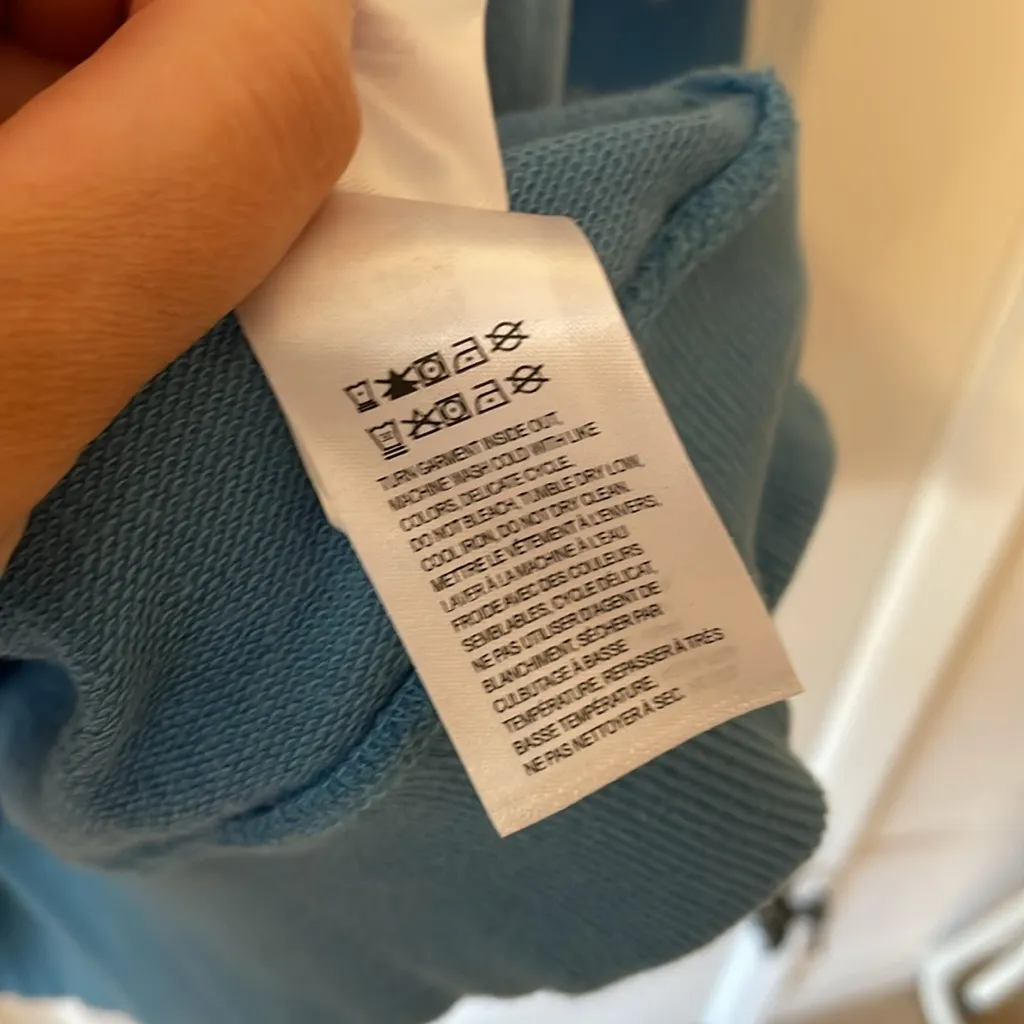 TURN GARMENT INSIDE OUT,
MACHINE WASH COLD WITH LIKE
COLORS, DELICATE CYCLE,
DO NOT BLEACH, TUMBLE DRY LOW,
COOL IRON, DO NOT DRY CLEAN.
METTRE LE VÊTEMENT À L'ENVERS,
LAVER À LA MACHINE À L'EAU
FROIDE AVEC DES COULEURS
SEMBLABLES, CYCLE DÉLICAT,
NE PAS UTILISER D'AGENT DE
BLANCHIMENT, SÉCHER PAR
CULBUTAGE À BASSE
TEMPÉRATURE, REPASSER À TRÈS
BASSE TEMPÉRATURE,
NE PAS NETTOYER À SEC.